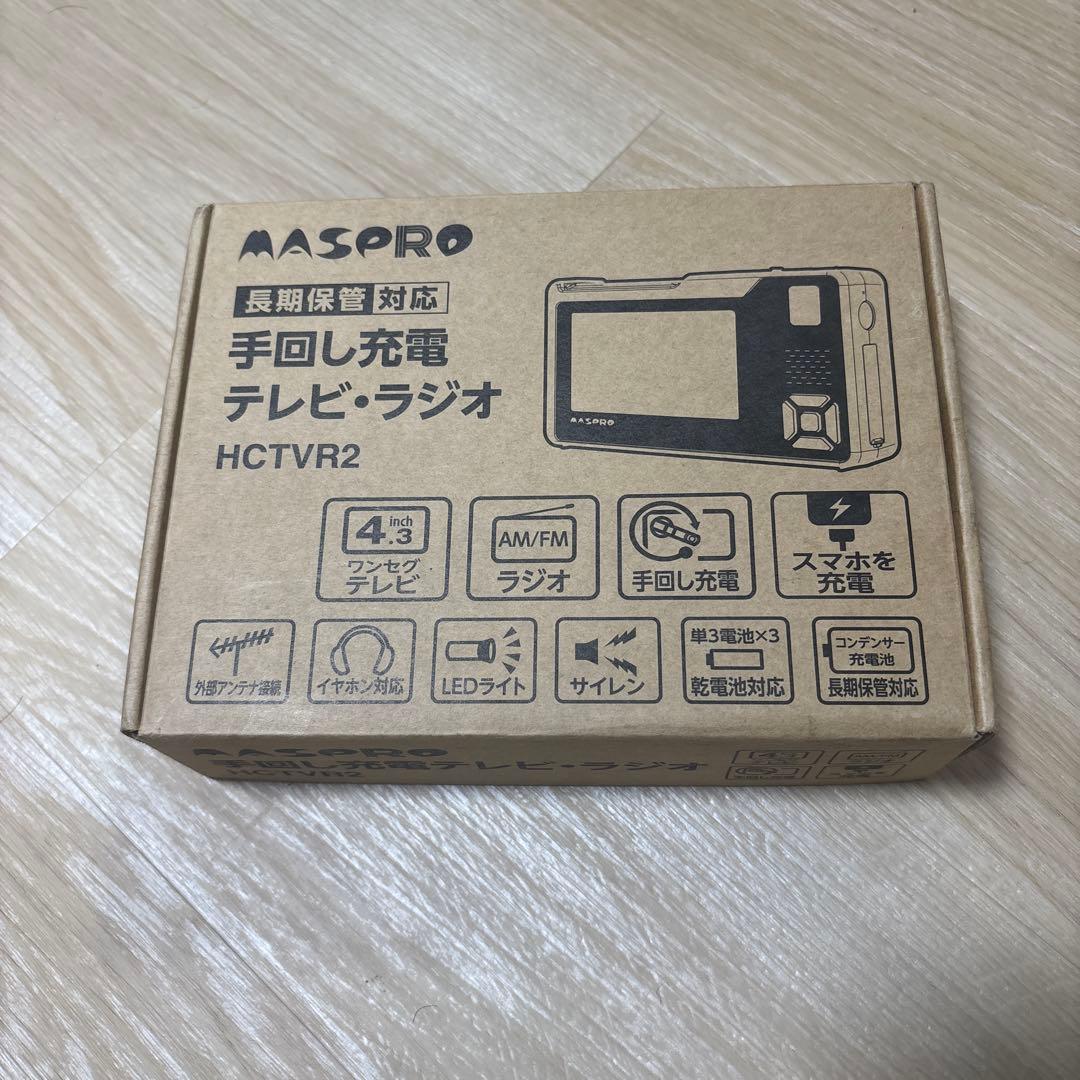 MASPRO
長期保管 対応
手回し充電
テレビ・ラジオ
HCTVR2
MASPRO
4.3 inch
ワンセグ
テレビ
AM/FM
ラジオ
手回し充電
スマホを
充電
外部アンテナ接続
イヤホン対応
LEDライト
サイレン
単3電池×3
乾電池対応
コンデンサー
充電池
長期保管対応
MASPRO
手回し充電テレビ・ラジオ
HCTVR2